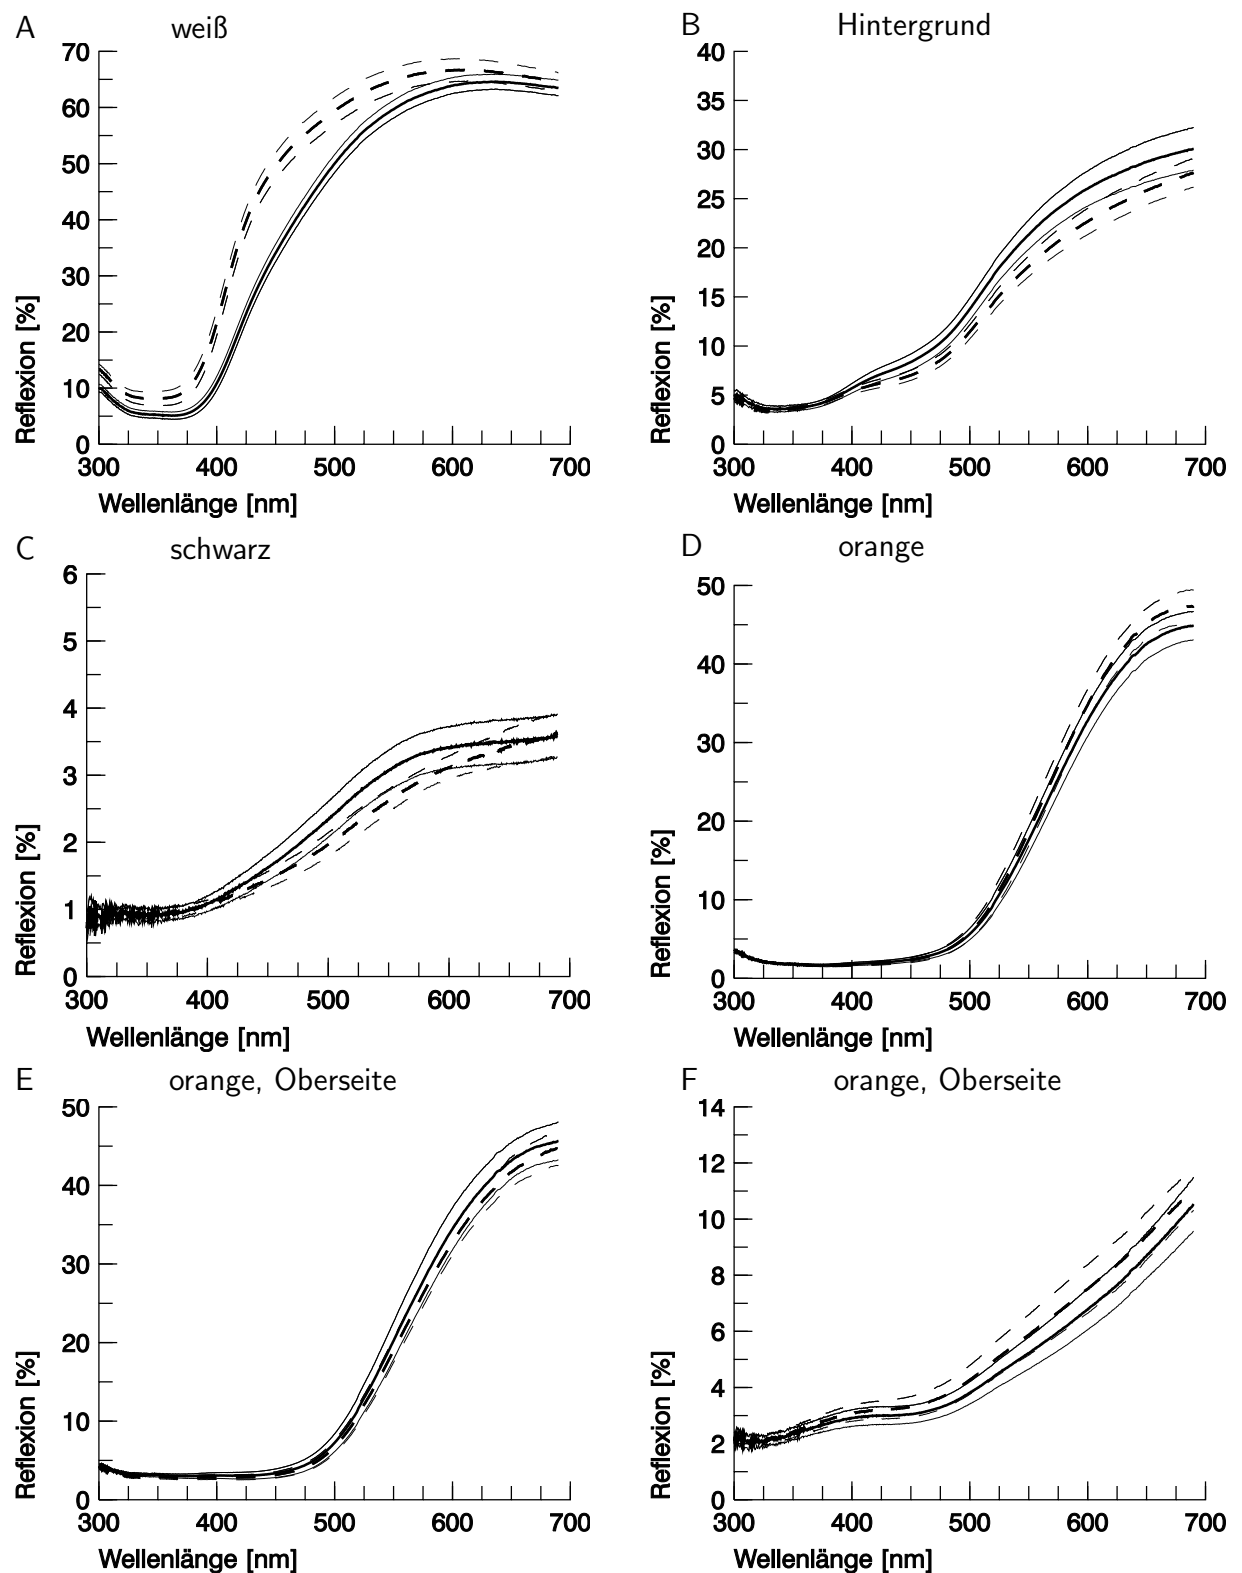 A
weiß
70
60
50
40
30
20
10
0
Reflexion [%]
300 400 500 600 700
Wellenlänge [nm]
B
Hintergrund
40
35
30
25
20
15
10
5
0
Reflexion [%]
300 400 500 600 700
Wellenlänge [nm]
C
schwarz
6
5
4
3
2
1
0
Reflexion [%]
300 400 500 600 700
Wellenlänge [nm]
D
orange
50
40
30
20
10
0
Reflexion [%]
300 400 500 600 700
Wellenlänge [nm]
E
orange, Oberseite
50
40
30
20
10
0
Reflexion [%]
300 400 500 600 700
Wellenlänge [nm]
F
orange, Oberseite
14
12
10
8
6
4
2
0
Reflexion [%]
300 400 500 600 700
Wellenlänge [nm]